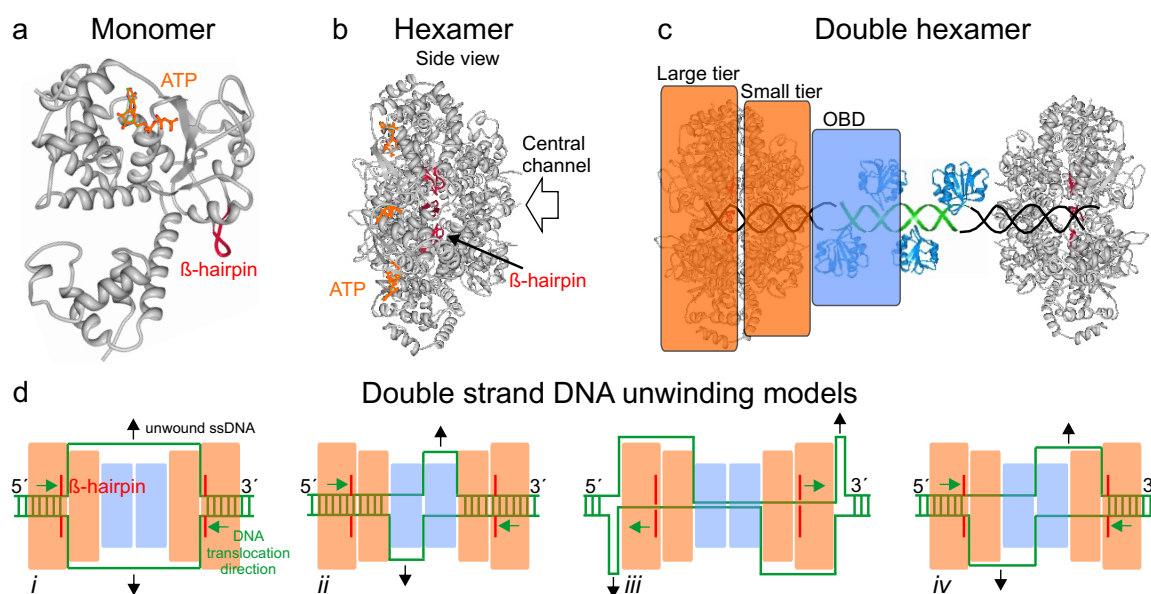 a Monomer
ATP
ß-hairpin
b Hexamer
Side view
Central
channel
ATP
ß-hairpin
c Double hexamer
Large tier
Small tier
OBD
d Double strand DNA unwinding models
unwound ssDNA
5´ ß-hairpin 3´
DNA
translocation
direction
i
5´ 3´
ii
5´ 3´
iii
5´ 3´
iv